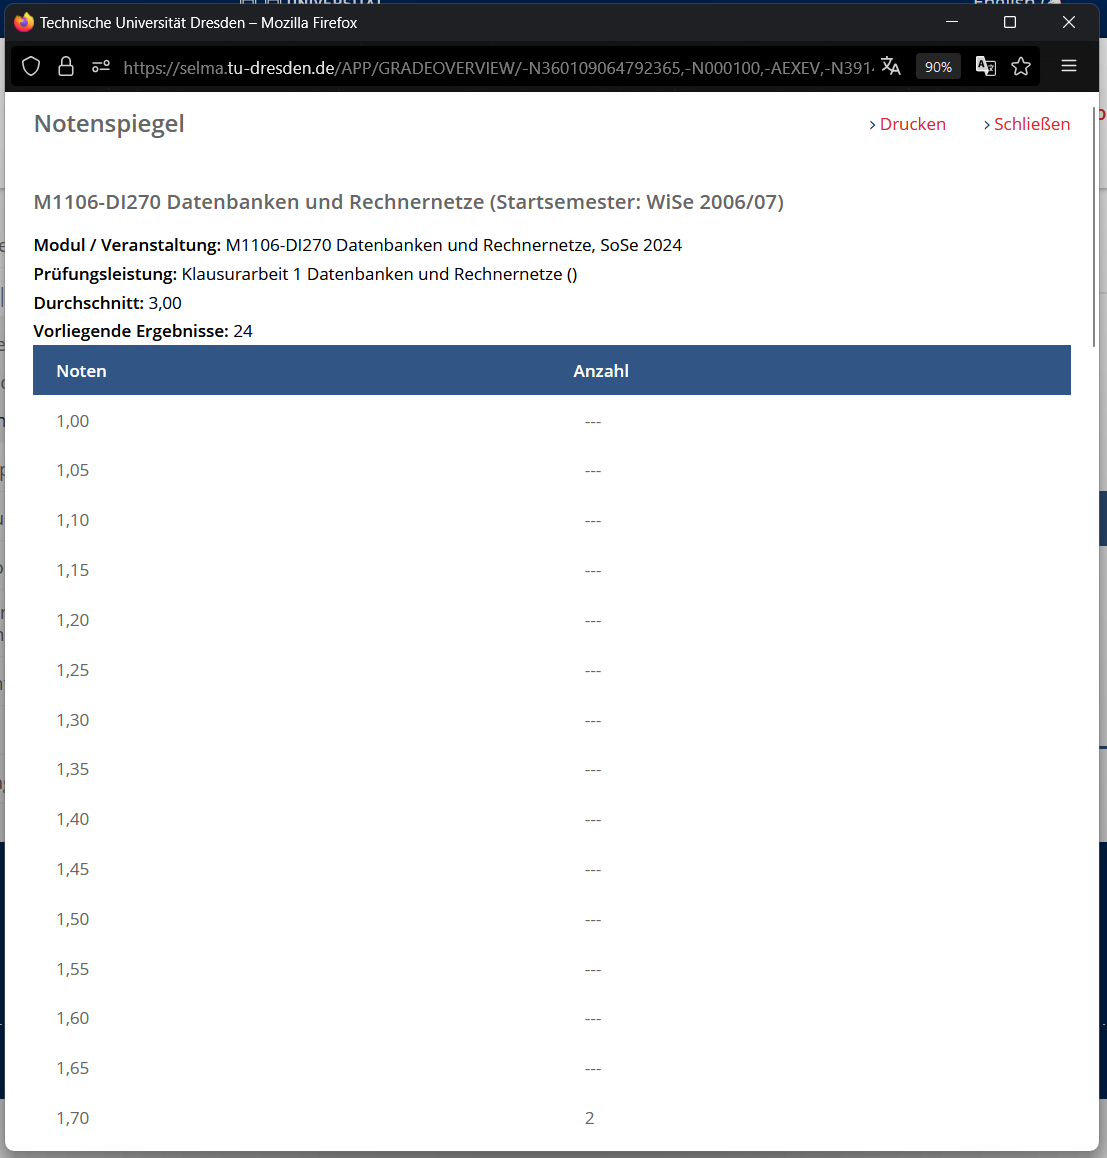 Technische Universität Dresden – Mozilla Firefox
https://selma.tu-dresden.de/APP/GRADEOVERVIEW/-N360109064792365,-N000100,-AEXEV,-N391
90%
Notenspiegel
› Drucken › Schließen
M1106-DI270 Datenbanken und Rechnernetze (Startsemester: WiSe 2006/07)
Modul / Veranstaltung: M1106-DI270 Datenbanken und Rechnernetze, SoSe 2024
Prüfungsleistung: Klausurarbeit 1 Datenbanken und Rechnernetze ()
Durchschnitt: 3,00
Vorliegende Ergebnisse: 24
Noten Anzahl
1,00 ---
1,05 ---
1,10 ---
1,15 ---
1,20 ---
1,25 ---
1,30 ---
1,35 ---
1,40 ---
1,45 ---
1,50 ---
1,55 ---
1,60 ---
1,65 ---
1,70 2